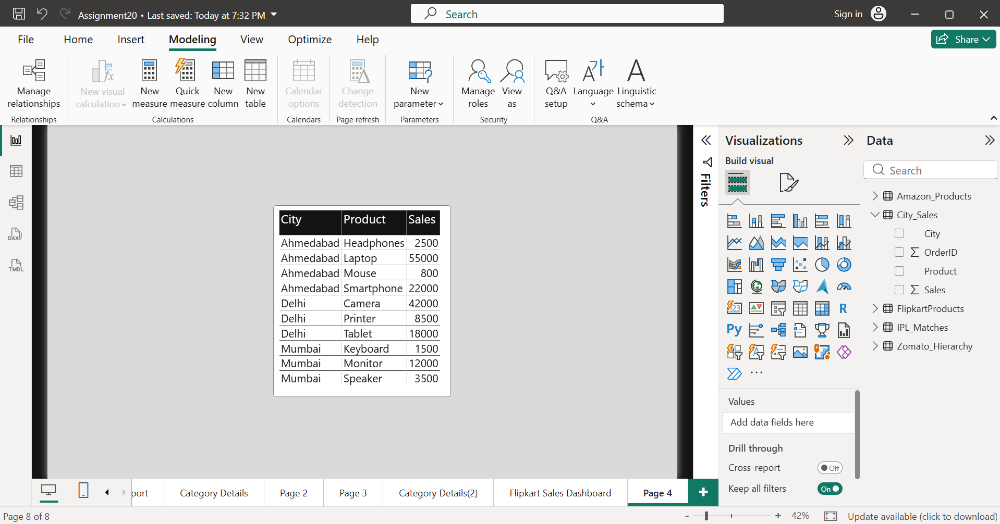 Assignment20 • Last saved: Today at 7:32 PM
Search
Sign in
File Home Insert Modeling View Optimize Help
Share
Manage relationships
New visual calculation
New measure
Quick measure
New column
New table
Calendar options
Change detection
New parameter
Manage roles
View as
Q&A setup
Language
Linguistic schema
Relationships Calculations Calendars Page refresh Parameters Security Q&A
DAX
TMDL
City Product Sales
Ahmedabad Headphones 2500
Ahmedabad Laptop 55000
Ahmedabad Mouse 800
Ahmedabad Smartphone 22000
Delhi Camera 42000
Delhi Printer 8500
Delhi Tablet 18000
Mumbai Keyboard 1500
Mumbai Monitor 12000
Mumbai Speaker 3500
Filters
Visualizations
Build visual
123
R
Py
Values
Add data fields here
Drill through
Cross-report Off
Keep all filters On
Data
Search
Amazon_Products
City_Sales
City
Σ OrderID
Product
Σ Sales
FlipkartProducts
IPL_Matches
Zomato_Hierarchy
port Category Details Page 2 Page 3 Category Details(2) Flipkart Sales Dashboard Page 4 +
Page 8 of 8
- + 42%
Update available (click to download)